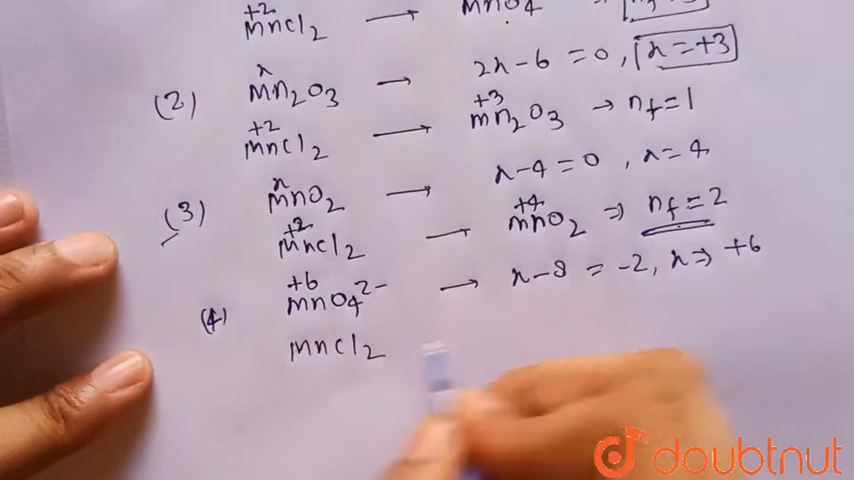 +2
mncl2 → mnO4
(2) x
mn2O3 → 2x-6=0, x=+3
+2 +3
mncl2 → mn2O3 → nf=1
(3) x
mnO2 → x-4=0, x=4
+2 +4
mncl2 → mnO2 ⇒ nf=2
(4) +6
mnO4 2- → x-8=-2, x⇒+6
mncl2
doubtnut